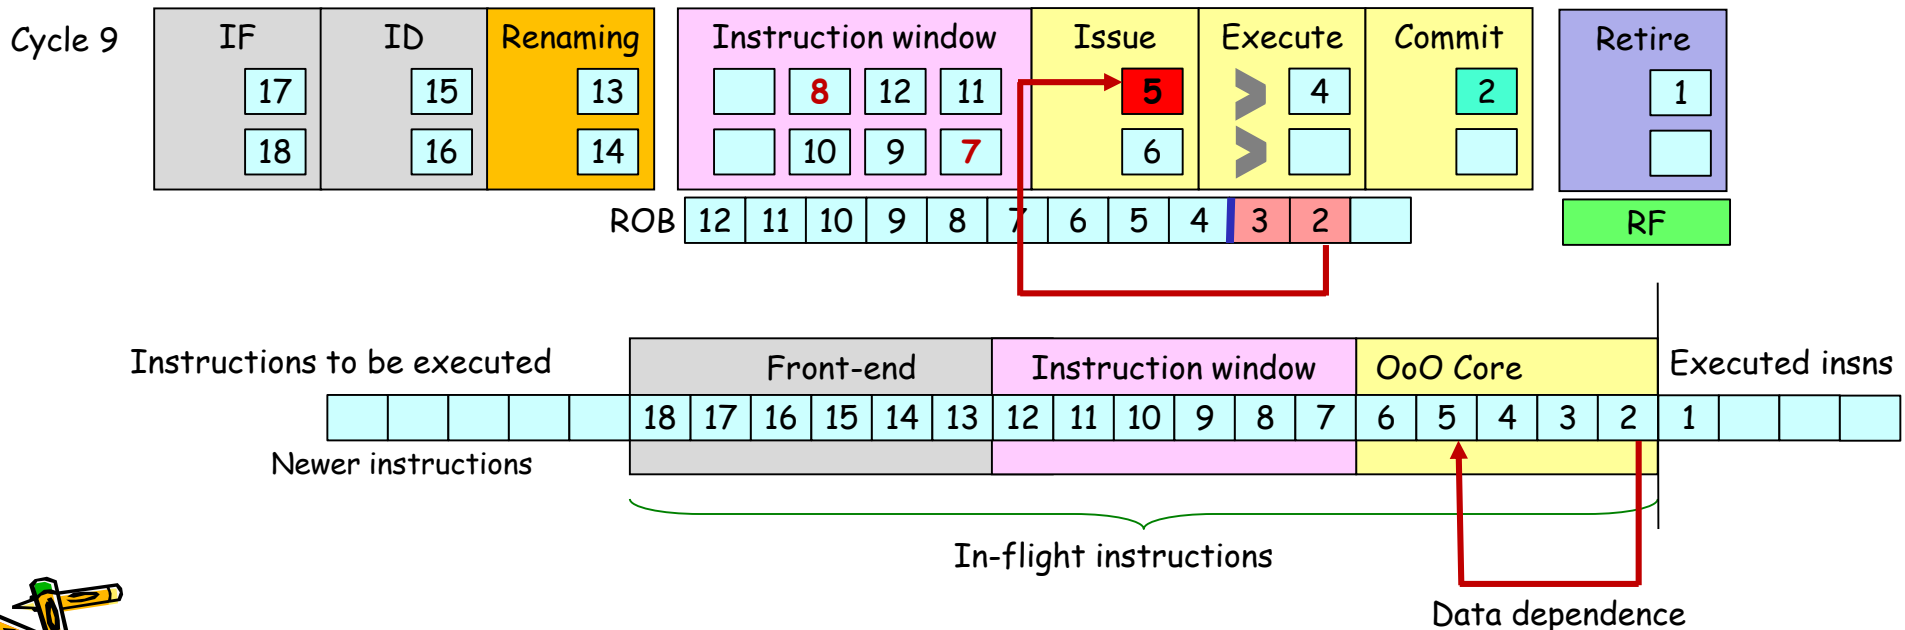 Cycle 9
IF ID Renaming Instruction window Issue Execute Commit Retire
17 15 13 8 12 11 5 4 2 1
18 16 14 10 9 7 6
ROB 12 11 10 9 8 7 6 5 4 3 2 RF
Instructions to be executed Front-end Instruction window OoO Core Executed insns
18 17 16 15 14 13 12 11 10 9 8 7 6 5 4 3 2 1
Newer instructions
In-flight instructions
Data dependence